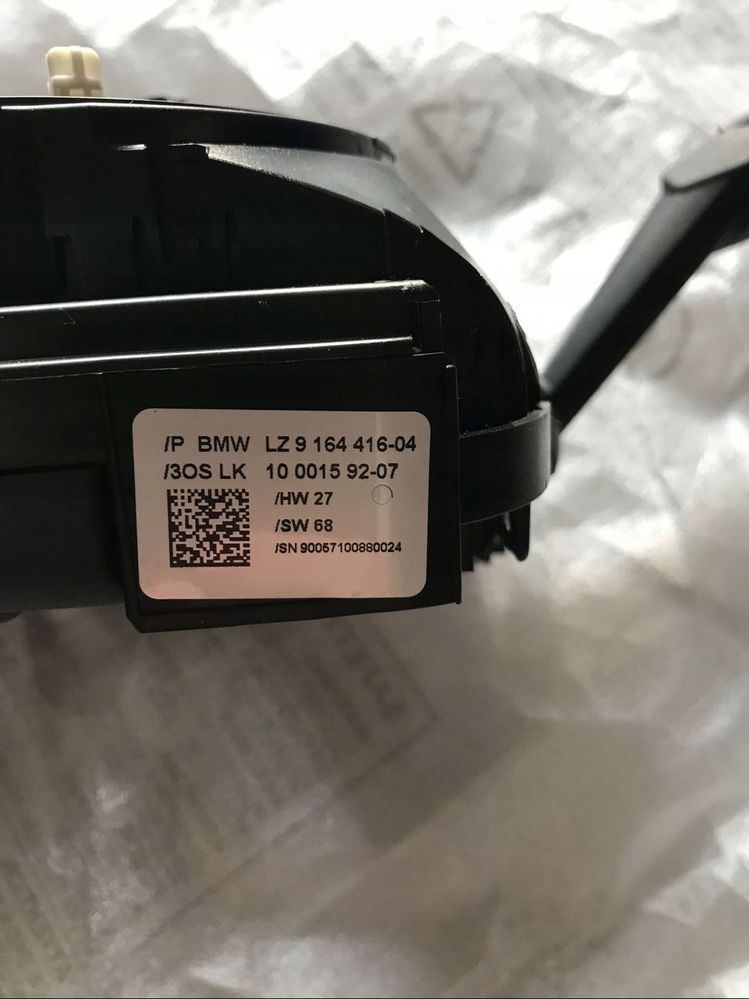 /P BMW LZ 9 164 416-04
/3OS LK 10 0015 92-07
/HW 27
/SW 68
/SN 90057100880024